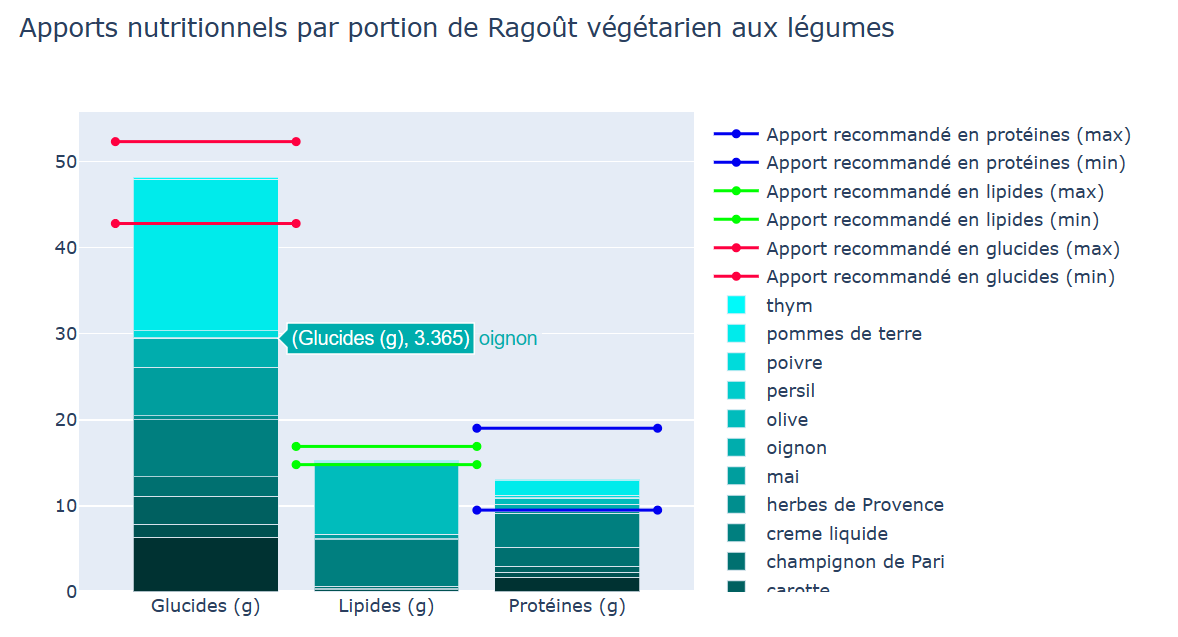 Apports nutritionnels par portion de Ragoût végétarien aux légumes
50
40
30
20
10
0
(Glucides (g), 3.365) oignon
Glucides (g)
Lipides (g)
Protéines (g)
Apport recommandé en protéines (max)
Apport recommandé en protéines (min)
Apport recommandé en lipides (max)
Apport recommandé en lipides (min)
Apport recommandé en glucides (max)
Apport recommandé en glucides (min)
thym
pommes de terre
poivre
persil
olive
oignon
mai
herbes de Provence
creme liquide
champignon de Pari
carotte